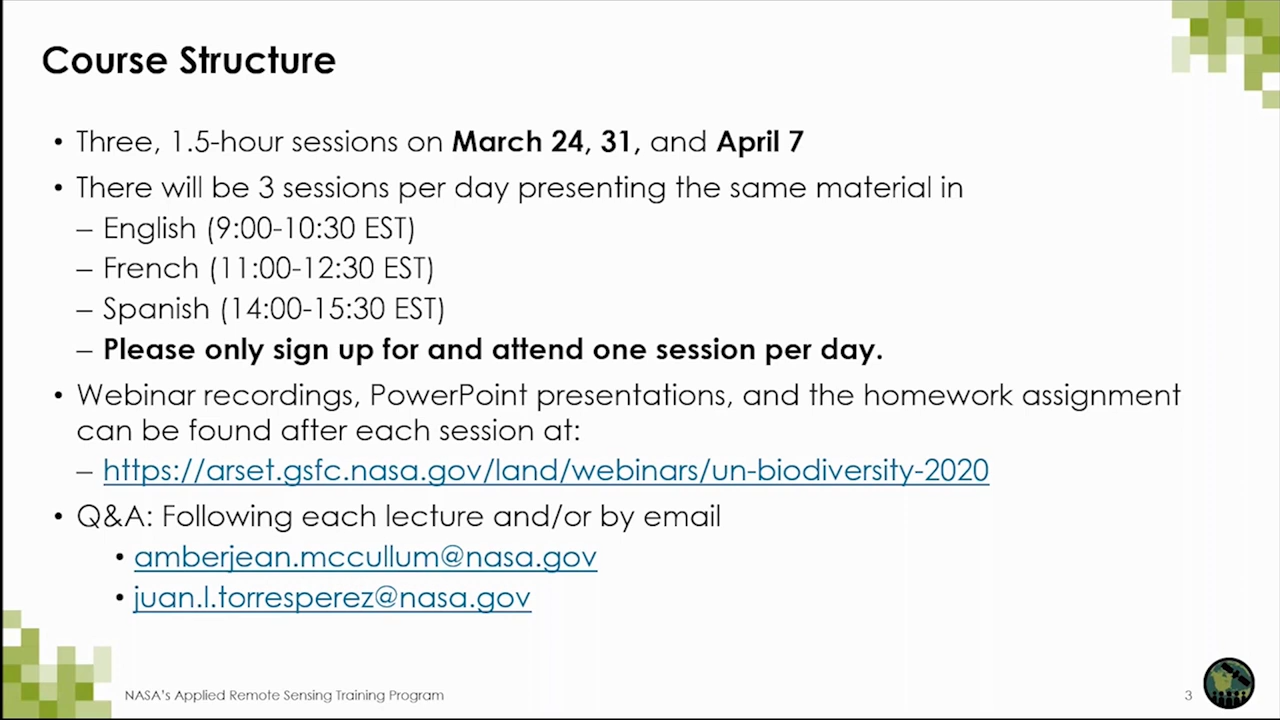 Course Structure
• Three, 1.5-hour sessions on March 24, 31, and April 7
• There will be 3 sessions per day presenting the same material in
– English (9:00-10:30 EST)
– French (11:00-12:30 EST)
– Spanish (14:00-15:30 EST)
– Please only sign up for and attend one session per day.
• Webinar recordings, PowerPoint presentations, and the homework assignment
can be found after each session at:
– https://arset.gsfc.nasa.gov/land/webinars/un-biodiversity-2020
• Q&A: Following each lecture and/or by email
• amberjean.mccullum@nasa.gov
• juan.l.torresperez@nasa.gov
NASA's Applied Remote Sensing Training Program
3